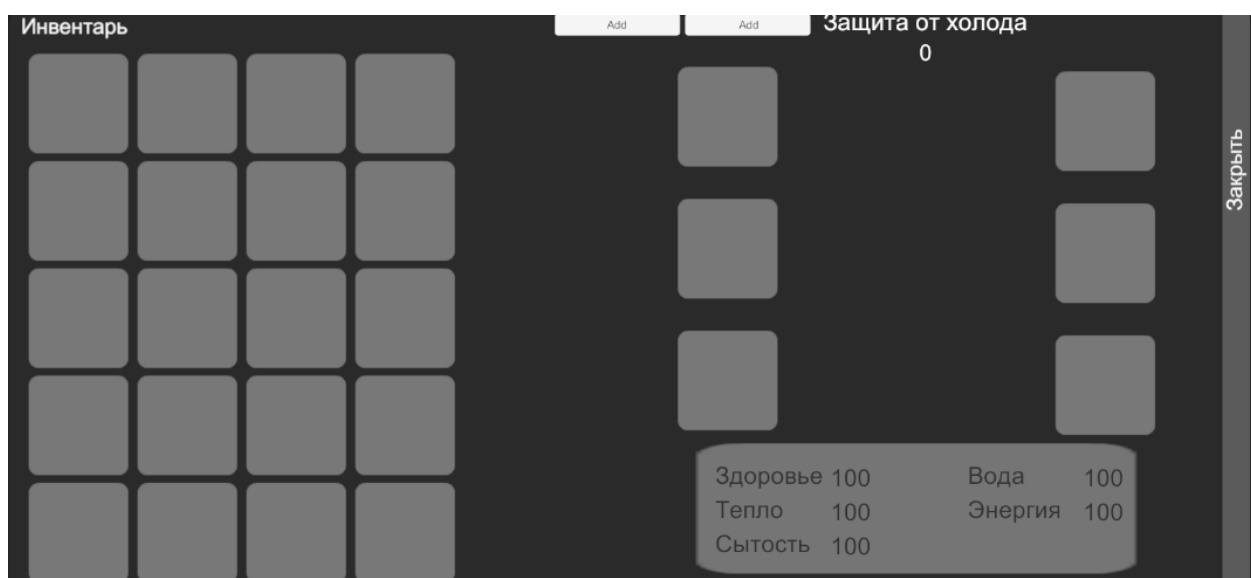 Инвентарь
Add
Add
Защита от холода
0
Закрыть
Здоровье 100
Вода 100
Тепло 100
Энергия 100
Сытость 100